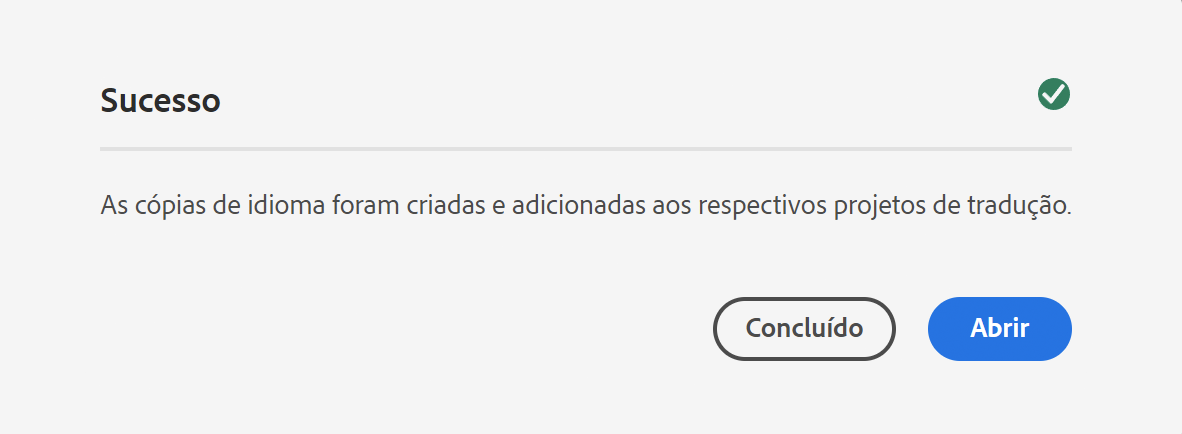 Sucesso
As cópias de idioma foram criadas e adicionadas aos respectivos projetos de tradução.
Concluído
Abrir